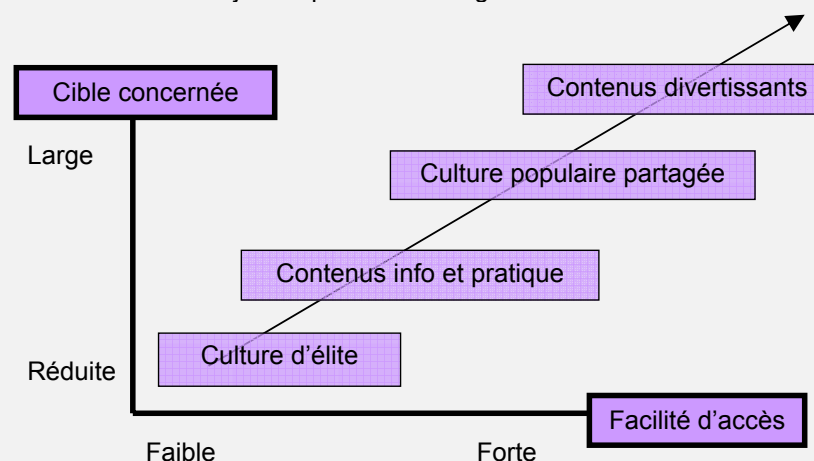 Cible concernée
Contenus divertissants
Large
Culture populaire partagée
Contenus info et pratique
Culture d'élite
Réduite
Facilité d'accès
Faible
Forte